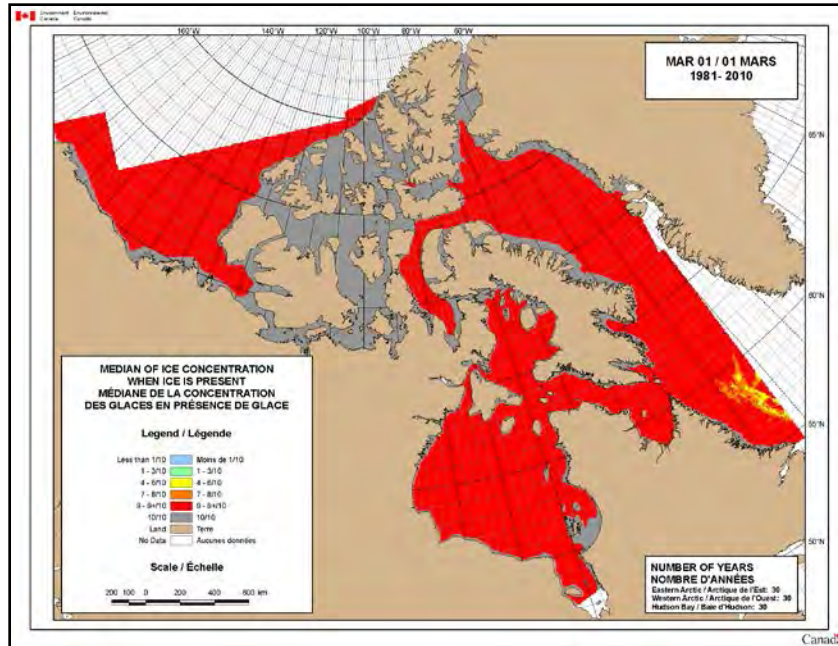 Environment Environnement
Canada Canada
160°W 140°W 120°W 100°W 80°W 60°W
MAR 01 / 01 MARS
1981- 2010
65°N
60°N
55°N
50°N
140°W 120°W 100°W 80°W
MEDIAN OF ICE CONCENTRATION
WHEN ICE IS PRESENT
MÉDIANE DE LA CONCENTRATION
DES GLACES EN PRÉSENCE DE GLACE
Legend / Légende
Less than 1/10 Moins de 1/10
1 - 3/10 1 - 3/10
4 - 6/10 4 - 6/10
7 - 8/10 7 - 8/10
9 - 9+/10 9 - 9+/10
10/10 10/10
Land Terre
No Data Aucunes données
Scale / Échelle
200 100 0 200 400 600 km
NUMBER OF YEARS
NOMBRE D'ANNÉES
Eastern Arctic / Arctique de l'Est: 30
Western Arctic / Arctique de l'Ouest: 30
Hudson Bay / Baie d'Hudson: 30
Canad